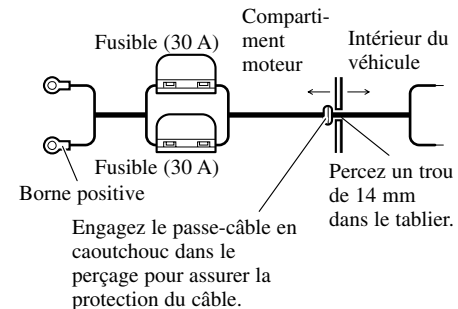 Comparti-
ment
moteur
Fusible (30 A)
Intérieur du
véhicule
Fusible (30 A)
Borne positive
Percez un trou
de 14 mm
dans le tablier.
Engagez le passe-câble en
caoutchouc dans le
perçage pour assurer la
protection du câble.